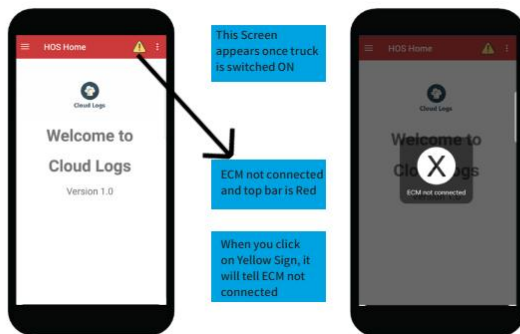 HOS Home
Cloud Logs
Welcome to
Cloud Logs
Version 1.0
This Screen
appears once truck
is switched ON
ECM not connected
and top bar is Red
When you click
on Yellow Sign, it
will tell ECM not
connected
HOS Home
Cloud Logs
Welcome to
X
ECM not connected